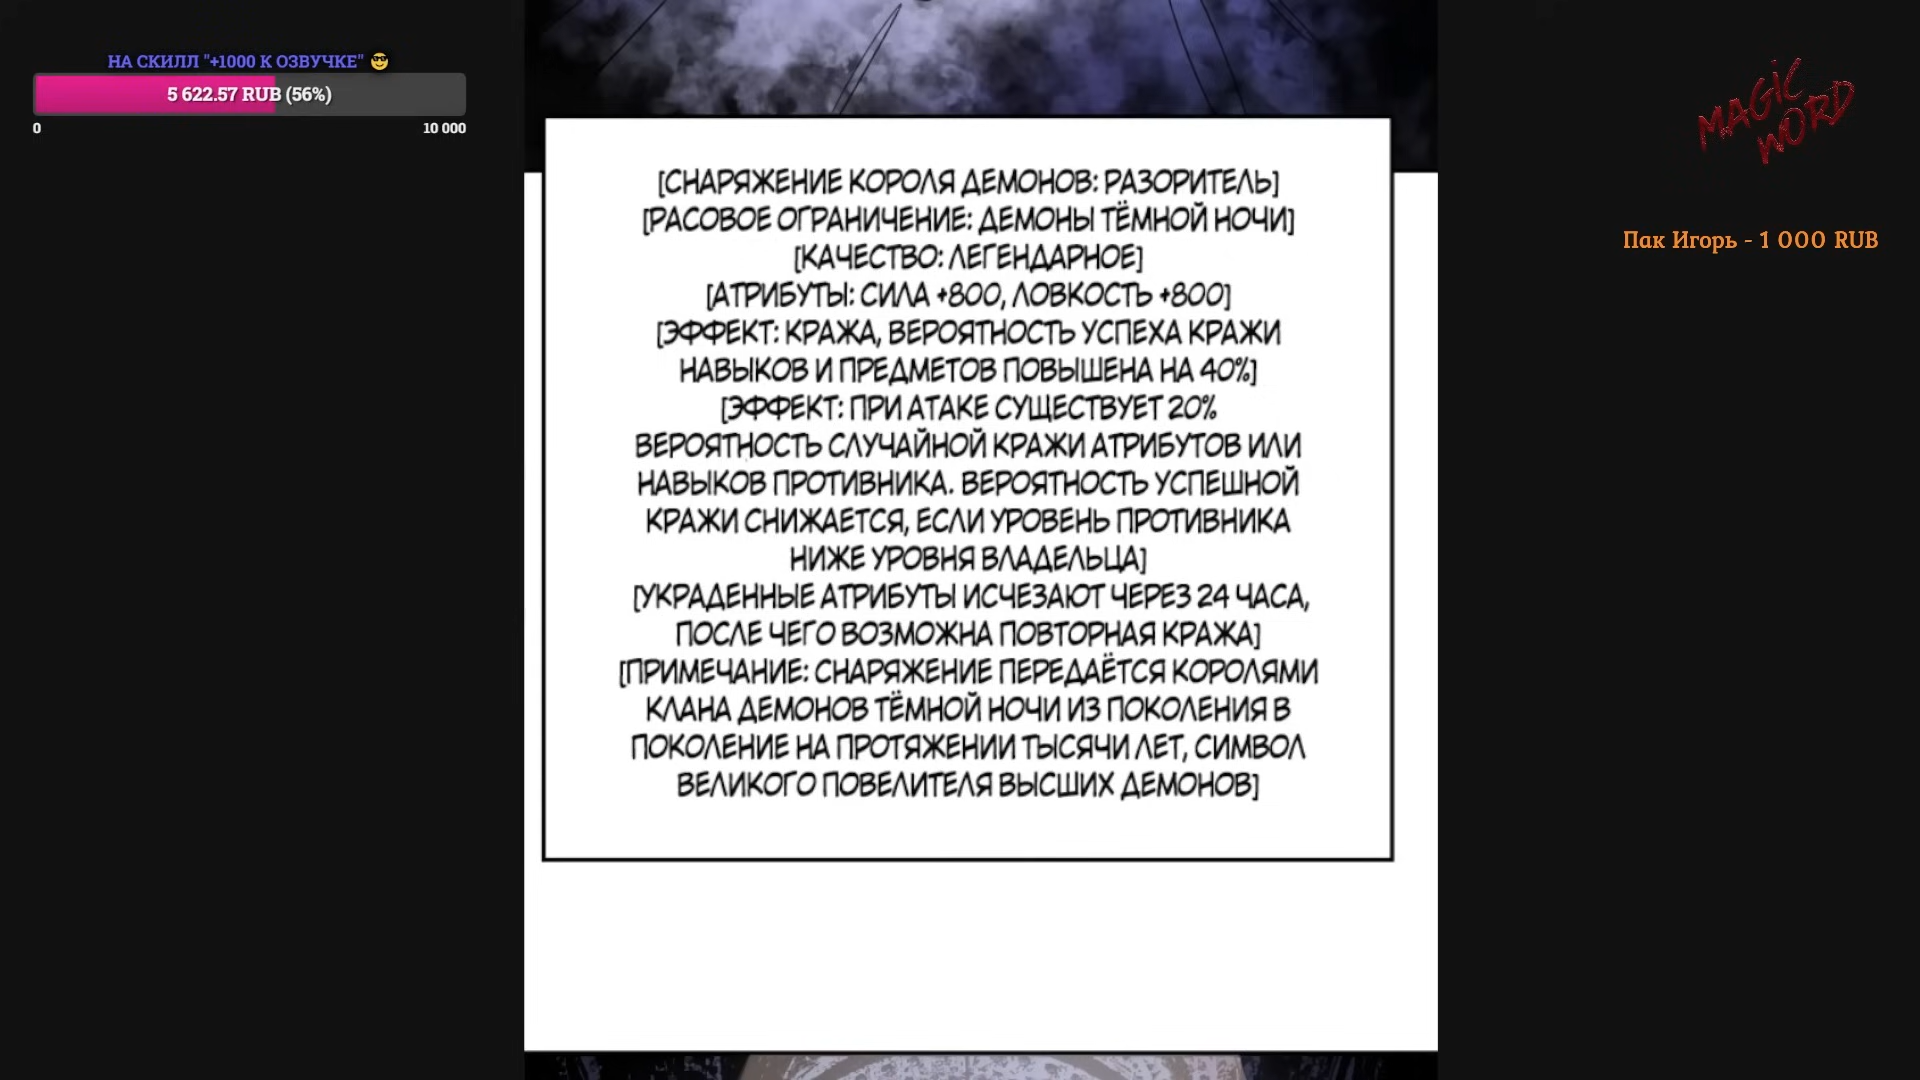 НА СКИЛЛ "+1000 К ОЗВУЧКЕ" 😎
5 622.57 RUB (56%)
0
10 000
MAGIC
WORD
Пак Игорь - 1 000 RUB
[СНАРЯЖЕНИЕ КОРОЛЯ ДЕМОНОВ: РАЗОРИТЕЛЬ]
[РАСОВОЕ ОГРАНИЧЕНИЕ: ДЕМОНЫ ТЁМНОЙ НОЧИ]
[КАЧЕСТВО: ЛЕГЕНДАРНОЕ]
[АТРИБУТЫ: СИЛА +800, ЛОВКОСТЬ +800]
[ЭФФЕКТ: КРАЖА, ВЕРОЯТНОСТЬ УСПЕХА КРАЖИ
НАВЫКОВ И ПРЕДМЕТОВ ПОВЫШЕНА НА 40%]
[ЭФФЕКТ: ПРИ АТАКЕ СУЩЕСТВУЕТ 20%
ВЕРОЯТНОСТЬ СЛУЧАЙНОЙ КРАЖИ АТРИБУТОВ ИЛИ
НАВЫКОВ ПРОТИВНИКА. ВЕРОЯТНОСТЬ УСПЕШНОЙ
КРАЖИ СНИЖАЕТСЯ, ЕСЛИ УРОВЕНЬ ПРОТИВНИКА
НИЖЕ УРОВНЯ ВЛАДЕЛЬЦА]
[УКРАДЕННЫЕ АТРИБУТЫ ИСЧЕЗАЮТ ЧЕРЕЗ 24 ЧАСА,
ПОСЛЕ ЧЕГО ВОЗМОЖНА ПОВТОРНАЯ КРАЖА]
[ПРИМЕЧАНИЕ: СНАРЯЖЕНИЕ ПЕРЕДАЁТСЯ КОРОЛЯМИ
КЛАНА ДЕМОНОВ ТЁМНОЙ НОЧИ ИЗ ПОКОЛЕНИЯ В
ПОКОЛЕНИЕ НА ПРОТЯЖЕНИИ ТЫСЯЧИ ЛЕТ, СИМВОЛ
ВЕЛИКОГО ПОВЕЛИТЕЛЯ ВЫСШИХ ДЕМОНОВ]